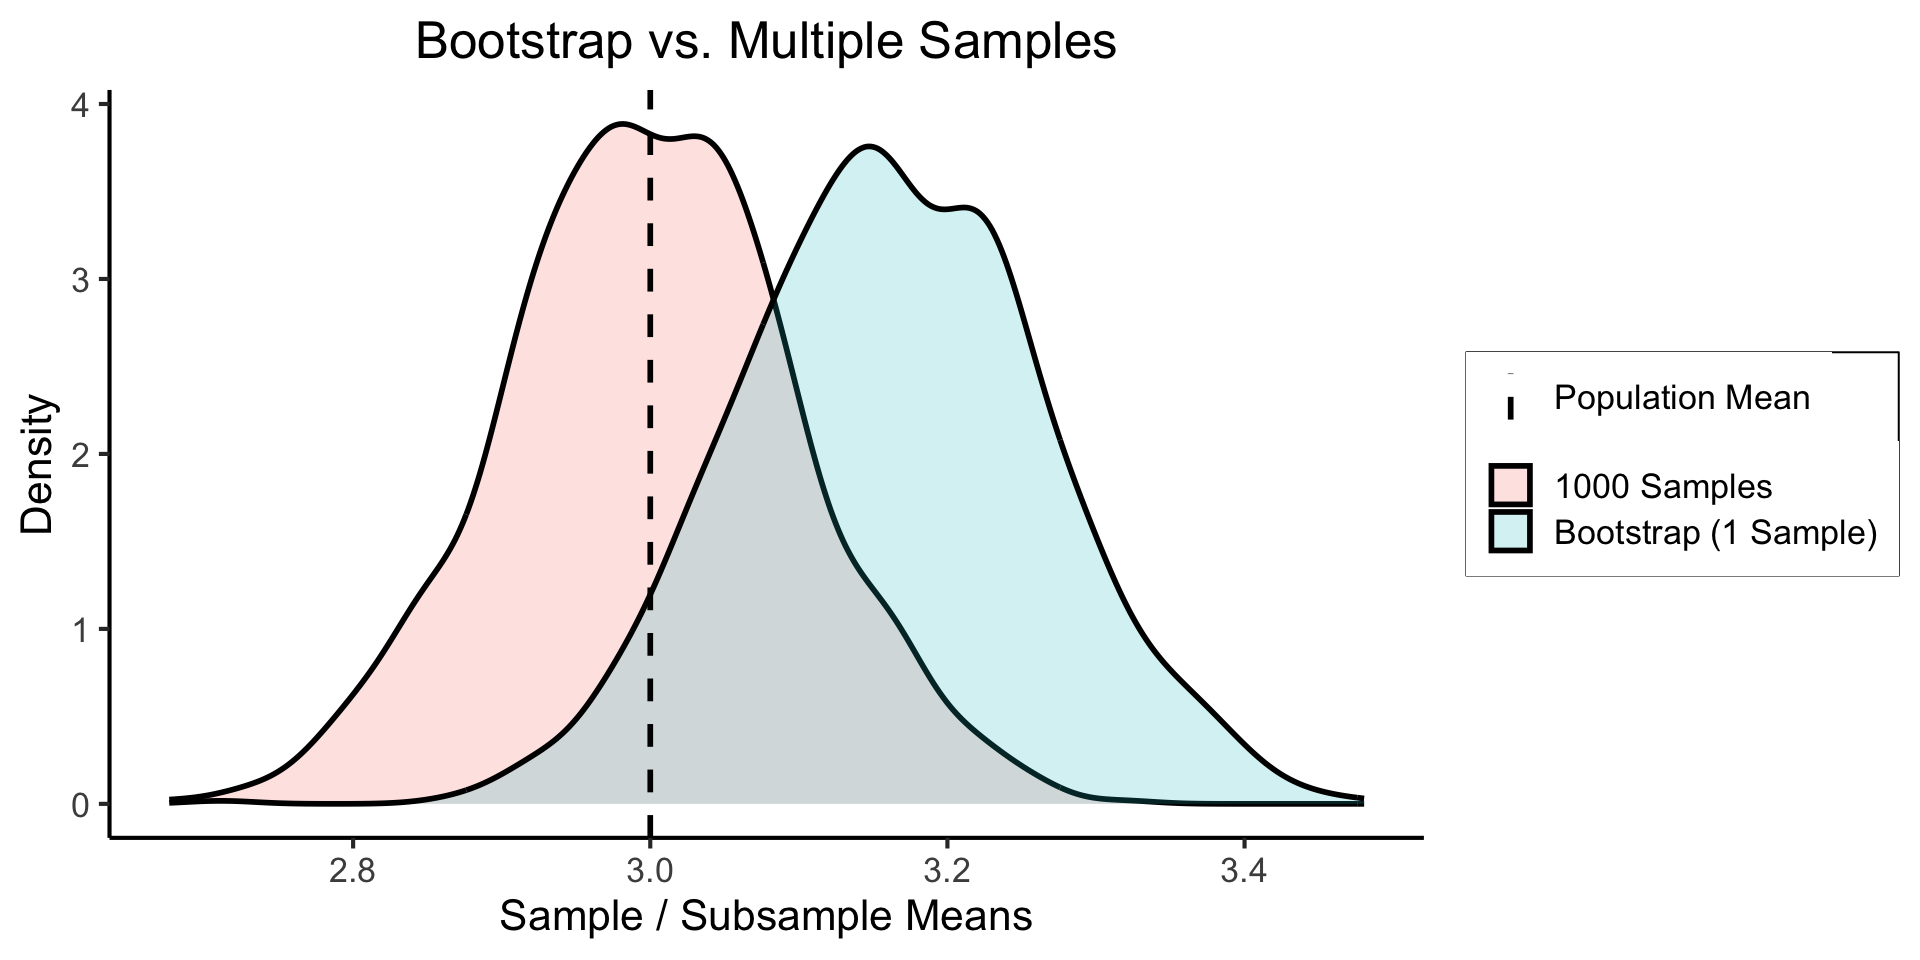 Bootstrap vs. Multiple Samples
4
3
2
1
0
Density
2.8 3.0 3.2 3.4
Sample / Subsample Means
Population Mean
1000 Samples
Bootstrap (1 Sample)